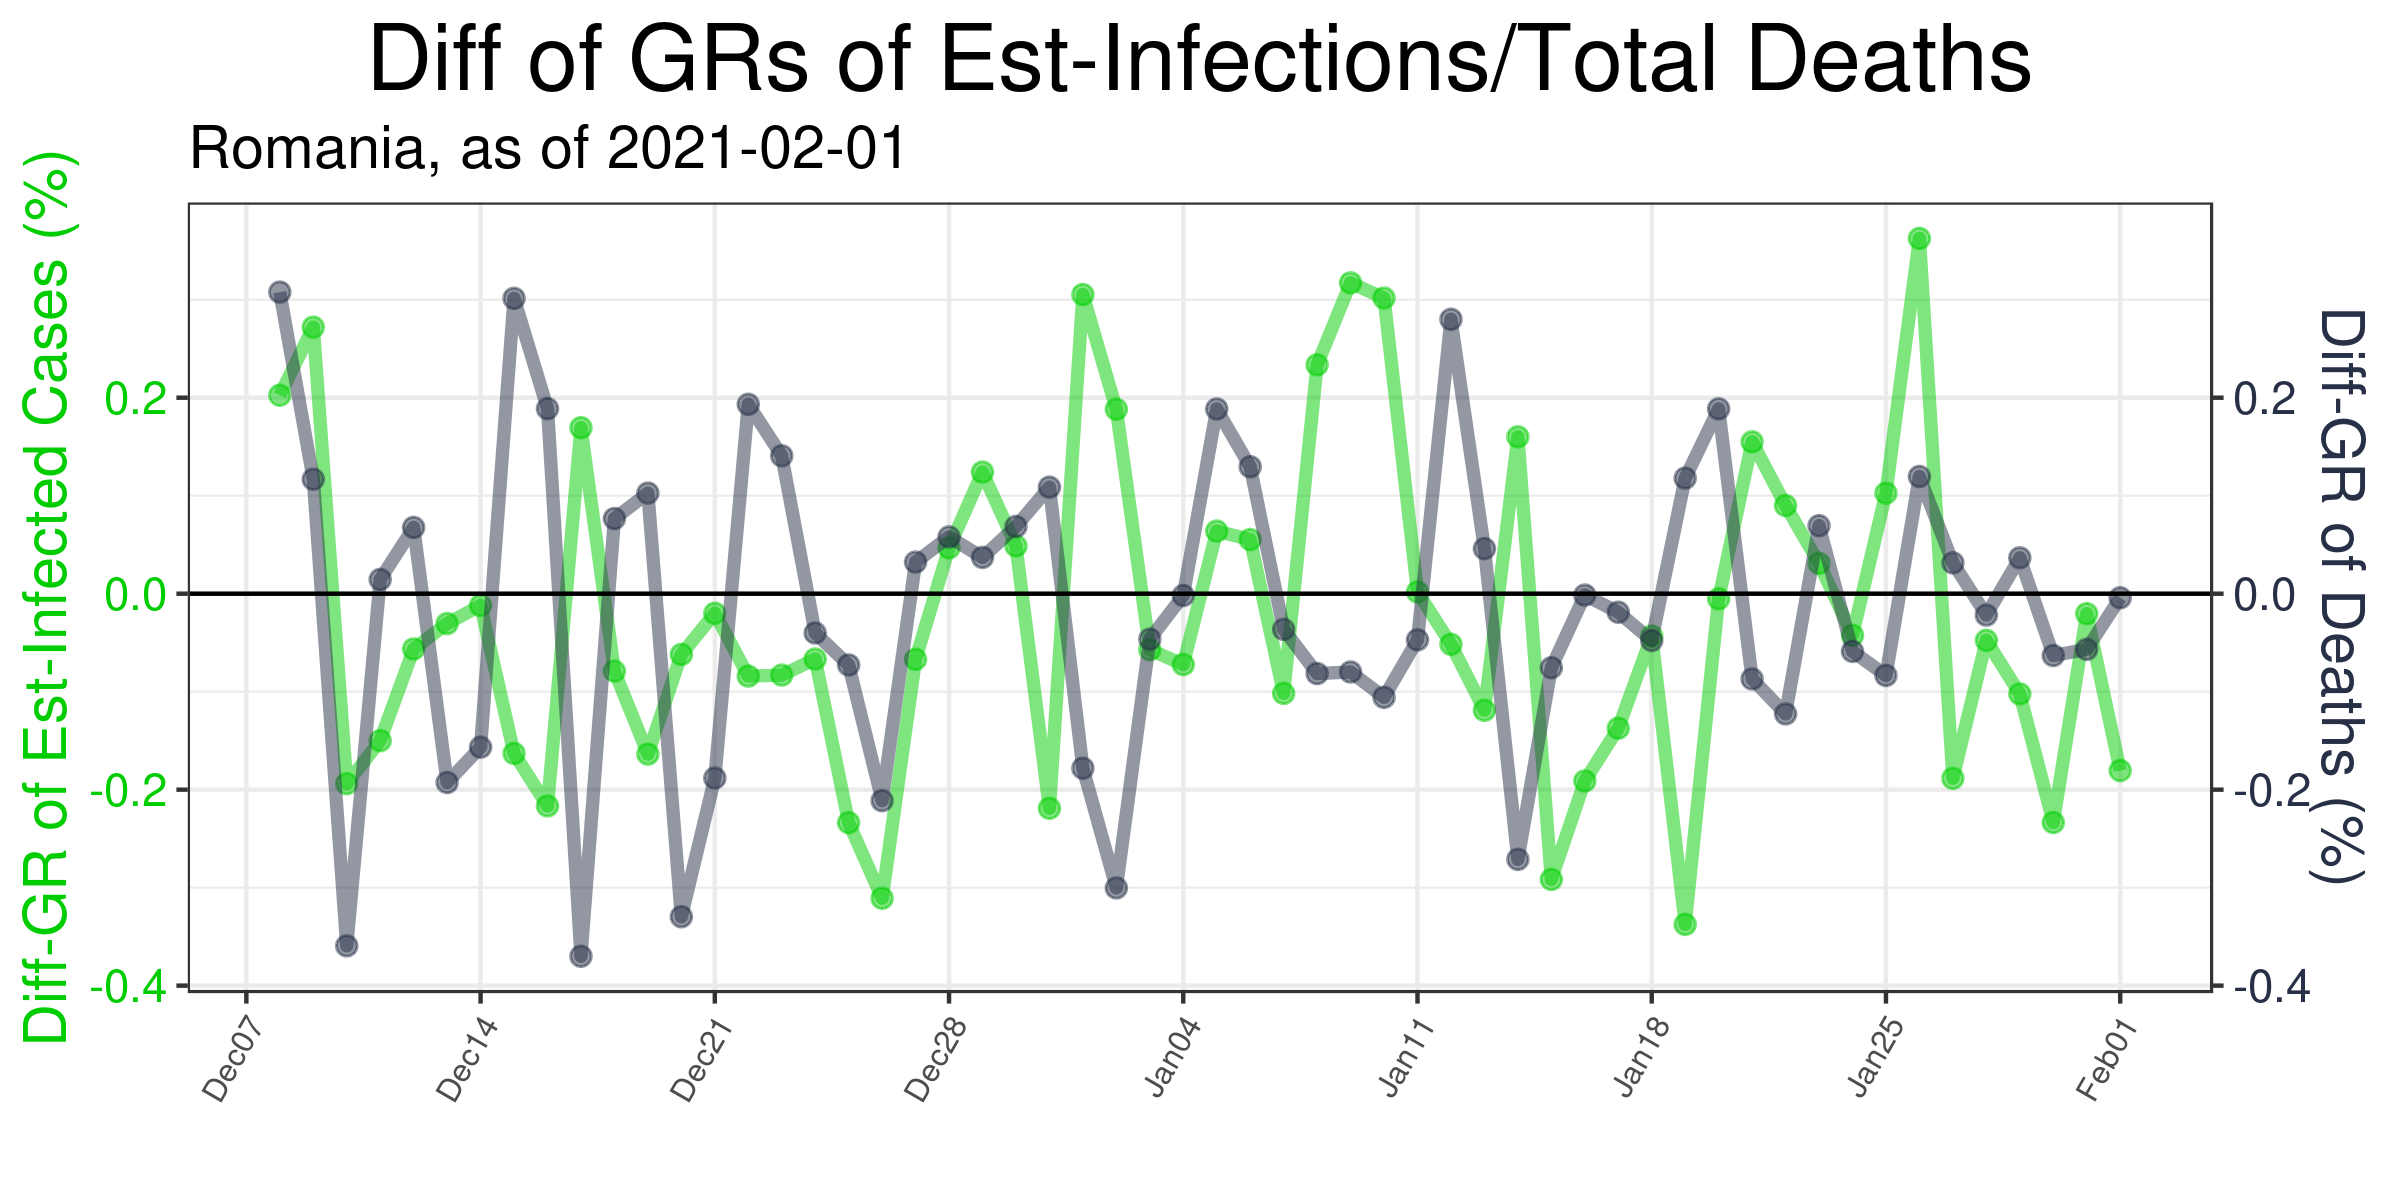 Diff of GRs of Est-Infections/Total Deaths
Romania, as of 2021-02-01
Diff-GR of Est-Infected Cases (%)
0.2
0.0
-0.2
-0.4
0.2
0.0
-0.2
-0.4
Diff-GR of Deaths (%)
Dec07
Dec14
Dec21
Dec28
Jan04
Jan11
Jan18
Jan25
Feb01